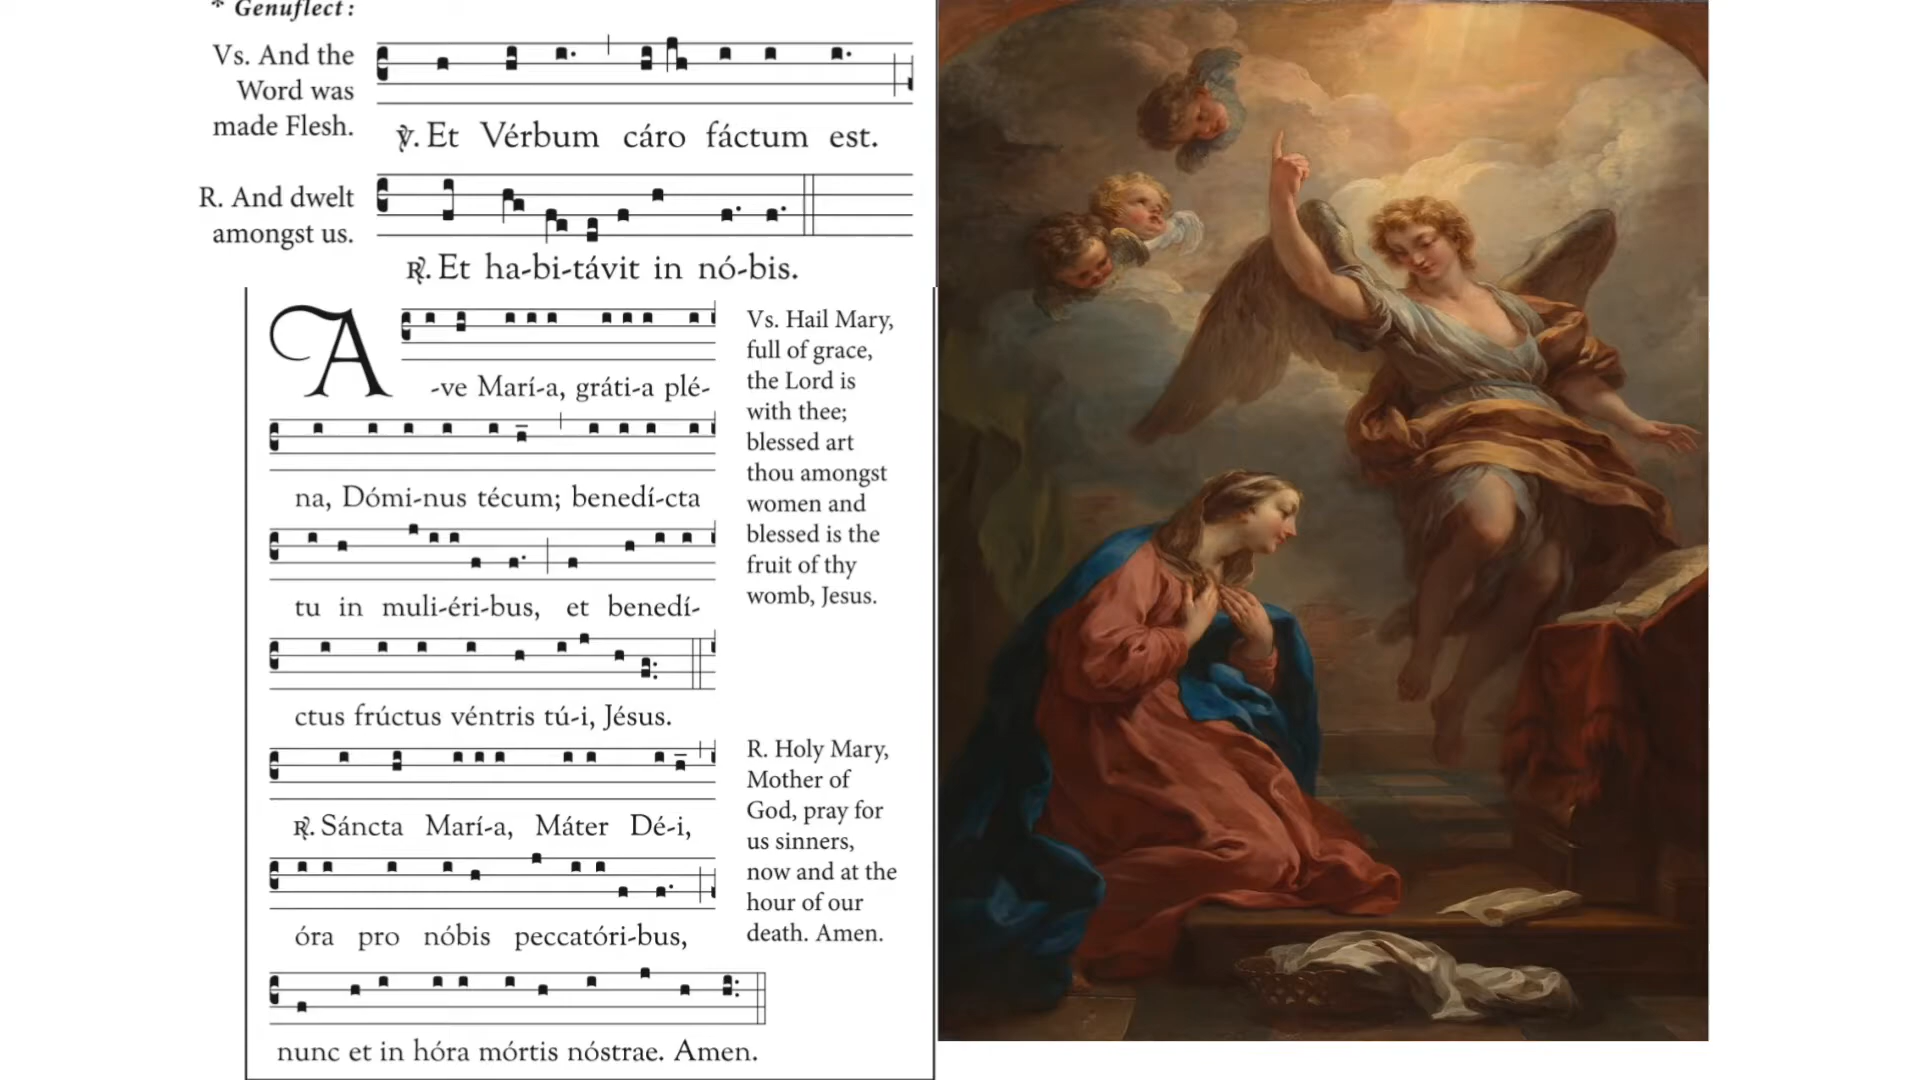 * Genuflect:
Vs. And the
Word was
made Flesh.
℣. Et Vérbum cáro fáctum est.
R. And dwelt
amongst us.
℟. Et ha-bi-távit in nó-bis.
A
-ve Marí-a, gráti-a plé-
na, Dómi-nus técum; benedí-cta
tu in muli-éri-bus, et benedí-
ctus frúctus véntris tú-i, Jésus.
Vs. Hail Mary,
full of grace,
the Lord is
with thee;
blessed art
thou amongst
women and
blessed is the
fruit of thy
womb, Jesus.
℟. Sáncta Marí-a, Máter Dé-i,
óra pro nóbis peccatóri-bus,
nunc et in hóra mórtis nóstrae. Amen.
R. Holy Mary,
Mother of
God, pray for
us sinners,
now and at the
hour of our
death. Amen.